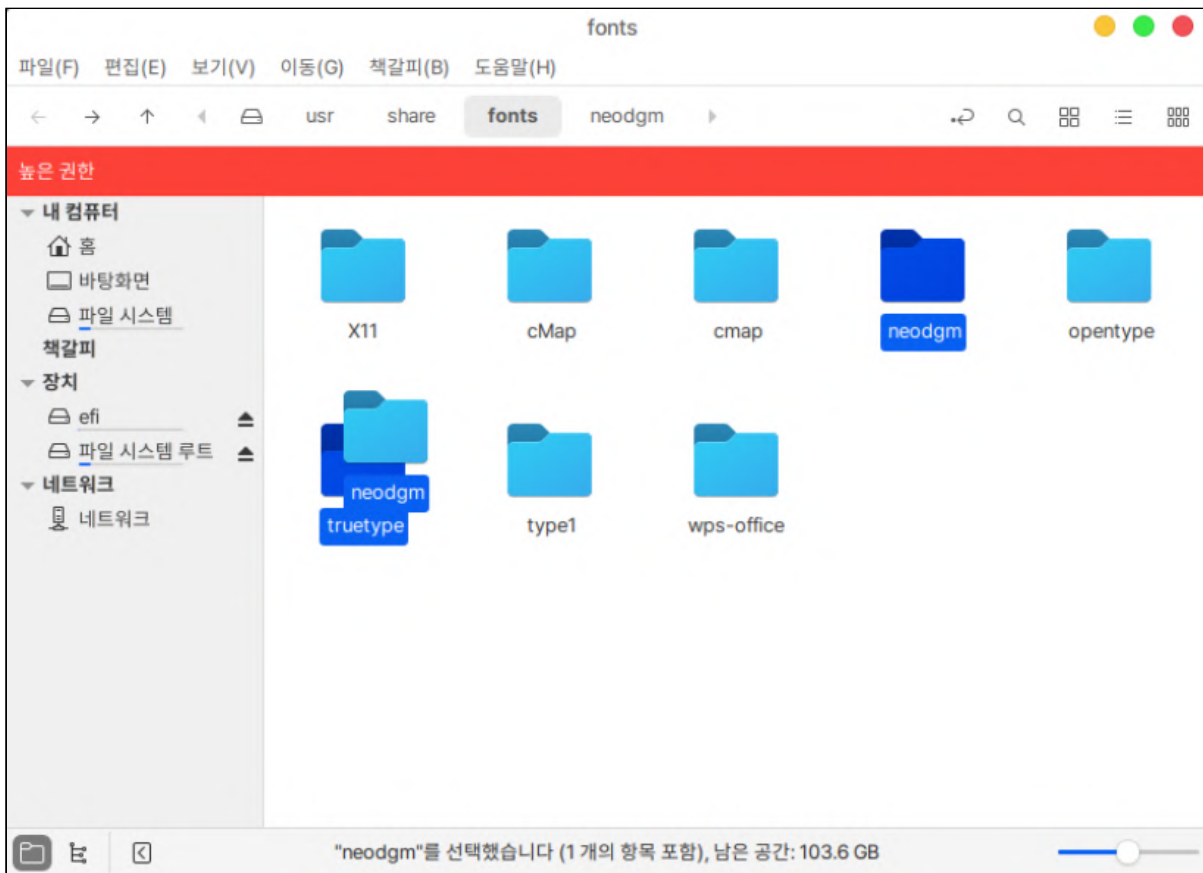 fonts
파일(F) 편집(E) 보기(V) 이동(G) 책갈피(B) 도움말(H)
usr share fonts neodgm
높은 권한
내 컴퓨터
홈
바탕화면
파일 시스템
책갈피
장치
efi
파일 시스템 루트
네트워크
네트워크
X11 cMap cmap neodgm opentype
neodgm
truetype type1 wps-office
"neodgm"를 선택했습니다 (1 개의 항목 포함), 남은 공간: 103.6 GB